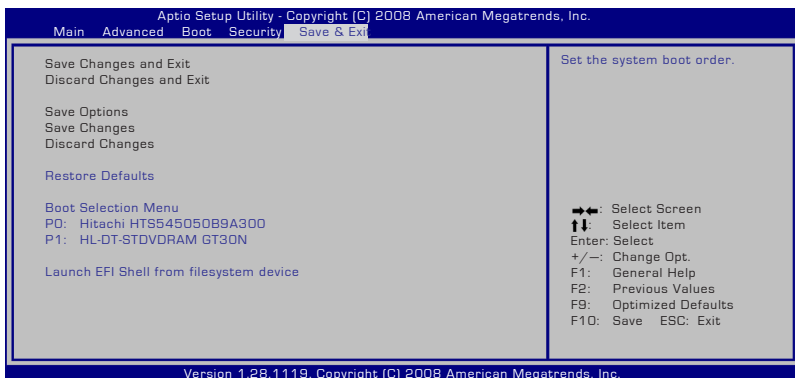 Aptio Setup Utility - Copyright (C) 2008 American Megatrends, Inc.
Main Advanced Boot Security Save & Exit
Save Changes and Exit
Discard Changes and Exit
Save Options
Save Changes
Discard Changes
Restore Defaults
Boot Selection Menu
P0: Hitachi HTS545050B9A300
P1: HL-DT-STDVDRAM GT30N
Launch EFI Shell from filesystem device
Set the system boot order.
→←: Select Screen
↑↓: Select Item
Enter: Select
+/—: Change Opt.
F1: General Help
F2: Previous Values
F9: Optimized Defaults
F10: Save ESC: Exit
Version 1.28.1119. Copyright (C) 2008 American Megatrends, Inc.